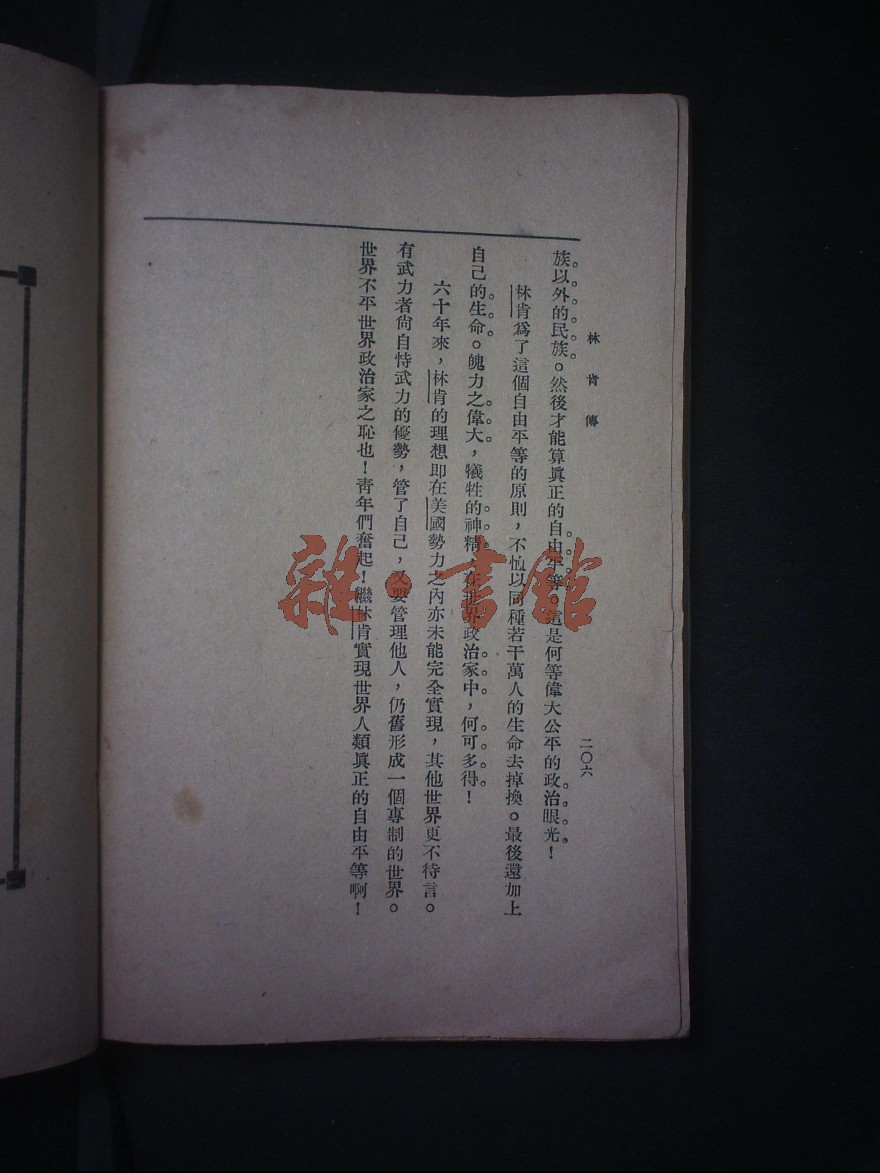 林肯傳
二〇六
族以外的民族。然後才能算眞正的自由平等。這是何等偉大公平的政治眼光！
林肯爲了這個自由平等的原則，不恤以同種若干萬人的生命去掉換。最後還加上
自己的生命。魄力之偉大，犧牲的神精，在世界政治家中，何可多得！
六十年來，林肯的理想即在美國勢力之內亦未能完全實現，其他世界更不待言。
有武力者尙自恃武力的優勢，管了自己，又要管理他人，仍舊形成一個專制的世界。
世界不平世界政治家之恥也！靑年們奮起！繼林肯實現世界人類眞正的自由平等啊！
雜·書館